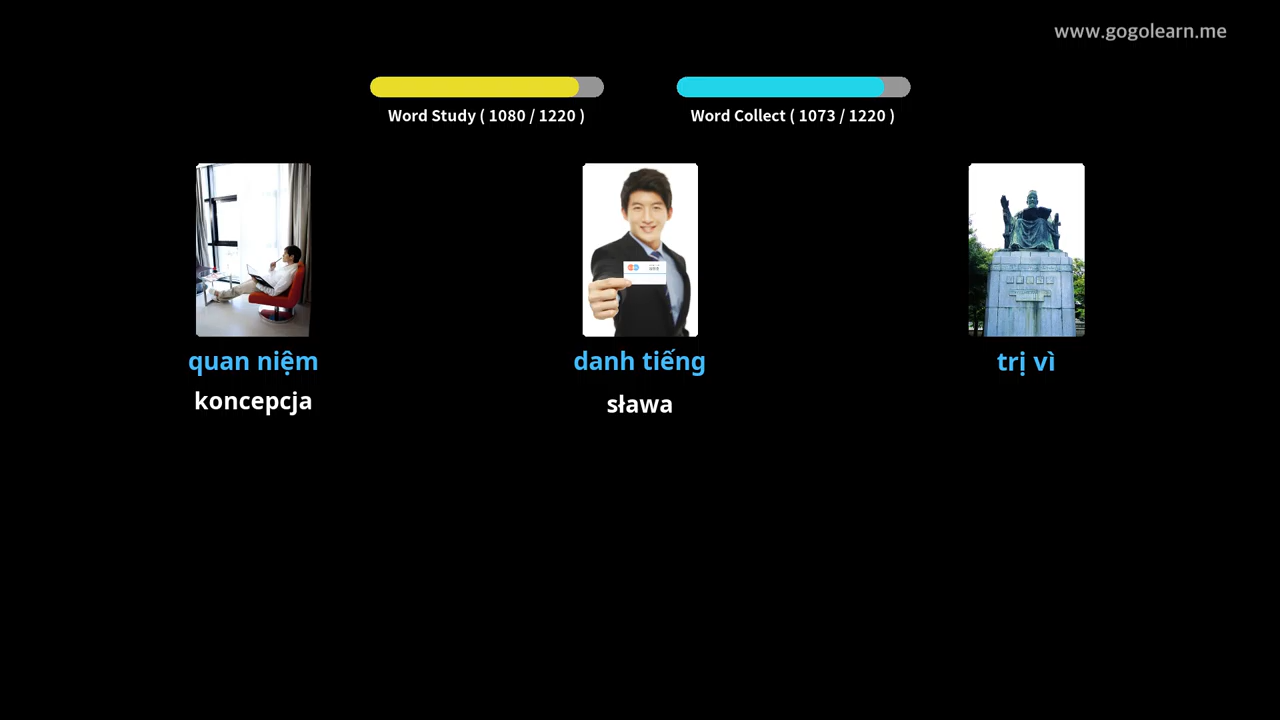 www.gogolearn.me
Word Study ( 1080 / 1220 )
Word Collect ( 1073 / 1220 )
quan niệm
danh tiếng
trị vì
koncepcja
sława